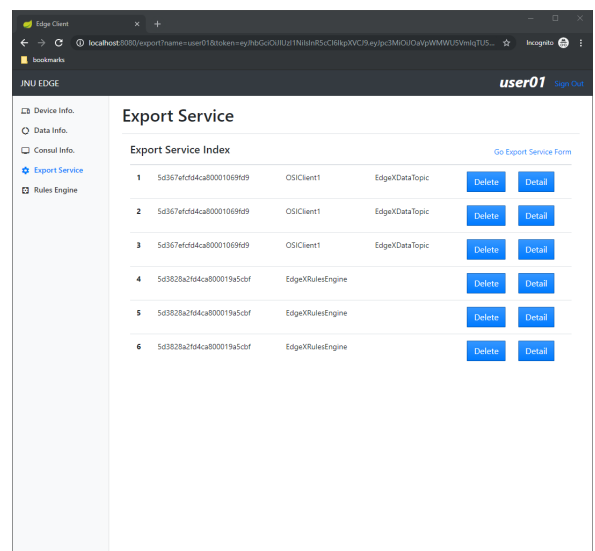 Edge Client
localhost:8080/export?name=user01&token=eyJhbGciOiJIUzI1NiIsInR5cCI6IkpXVCJ9.eyJpc3MiOiJOaVpWMWU5VmlqTU5... Incognito
bookmarks
JNU EDGE user01 Sign Out
Device Info.
Data Info.
Consul Info.
Export Service
Rules Engine
Export Service
Export Service Index Go Export Service Form
1 5d367efcfd4ca80001069fd9 OSIClient1 EdgeXDataTopic Delete Detail
2 5d367efcfd4ca80001069fd9 OSIClient1 EdgeXDataTopic Delete Detail
3 5d367efcfd4ca80001069fd9 OSIClient1 EdgeXDataTopic Delete Detail
4 5d3828a2fd4ca800019a5cbf EdgeXRulesEngine Delete Detail
5 5d3828a2fd4ca800019a5cbf EdgeXRulesEngine Delete Detail
6 5d3828a2fd4ca800019a5cbf EdgeXRulesEngine Delete Detail